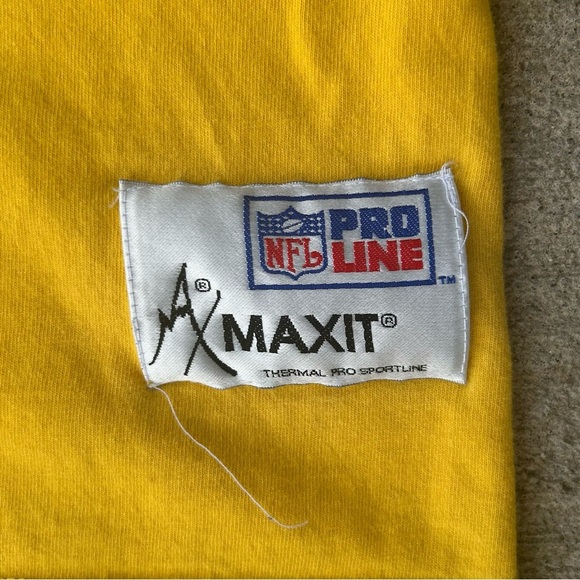 PRO
NFL
LINE
TM
®
MAXIT®
THERMAL PRO SPORTLINE